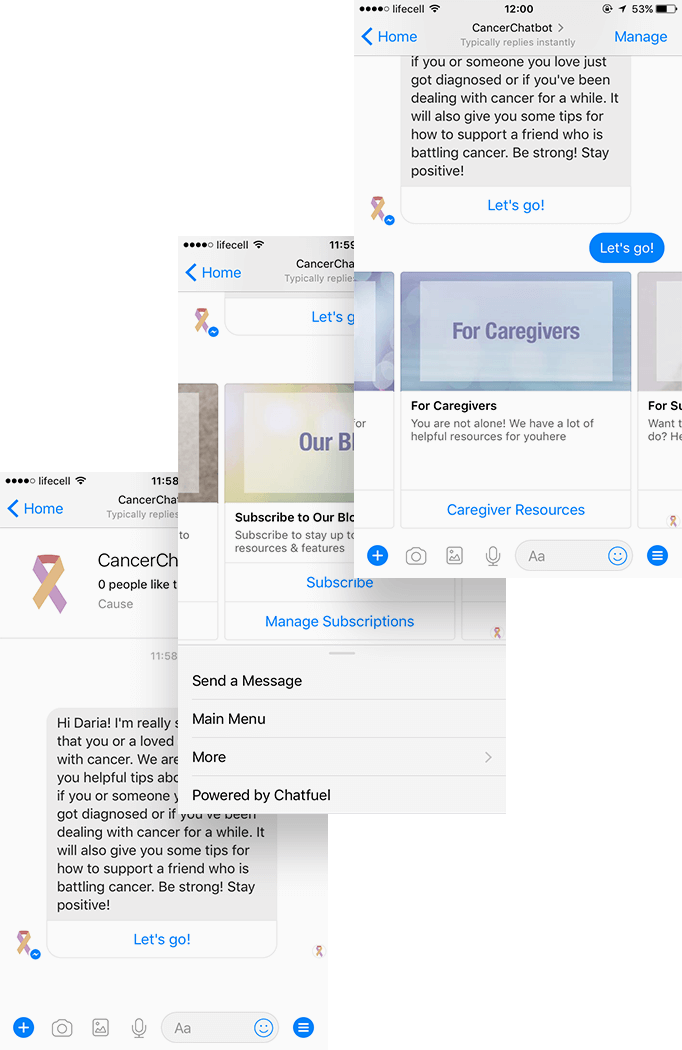 lifecell
12:00
53%
Home
CancerChatbot
Typically replies instantly
Manage
if you or someone you love just
got diagnosed or if you've been
dealing with cancer for a while. It
will also give you some tips for
how to support a friend who is
battling cancer. Be strong! Stay
positive!
Let's go!
Let's go!
For Caregivers
For Caregivers
You are not alone! We have a lot of
helpful resources for youhere
Caregiver Resources
For Su
Want t
do? He
Aa
lifecell
11:59
Home
CancerCha
Typically replies
Let's g
for
Our Bl
Subscribe to Our Blo
Subscribe to stay up to
resources & features
Subscribe
Manage Subscriptions
Send a Message
Main Menu
More
Powered by Chatfuel
lifecell
11:58
Home
CancerChat
Typically replies
to
CancerCh
0 people like t
Cause
11:58
Hi Daria! I'm really s
that you or a loved
with cancer. We are
you helpful tips abo
if you or someone y
got diagnosed or if you've been
dealing with cancer for a while. It
will also give you some tips for
how to support a friend who is
battling cancer. Be strong! Stay
positive!
Let's go!
Aa